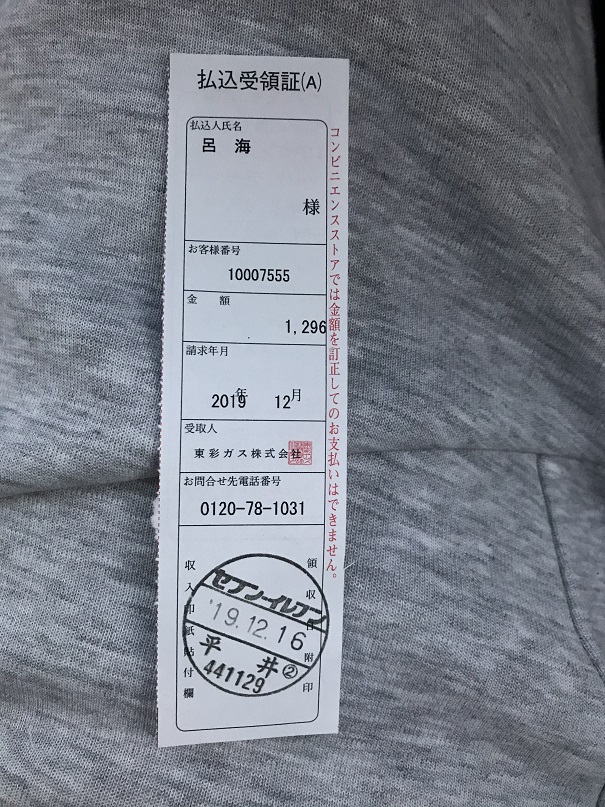 払込受領証(A)
払込人氏名
呂 海
様
お客様番号
10007555
金 額
1,296
請求年月
2019年 12月
受取人
東彩ガス株式会社
お問合せ先電話番号
0120-78-1031
収入印紙貼付欄
領収日附印
セブン-イレブン
'19.12.16
平井②
441129
コンビニエンスストアでは金額を訂正してのお支払いはできません。